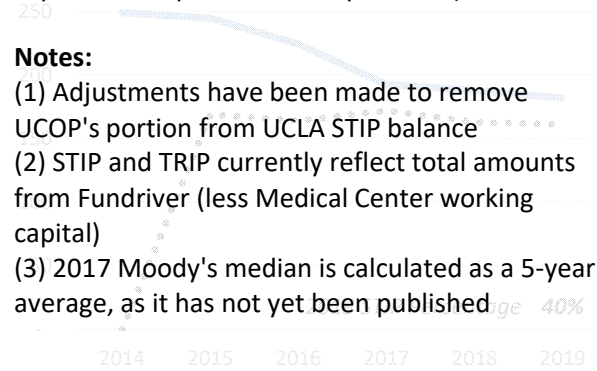 250
Notes:
200
(1) Adjustments have been made to remove
UCOP's portion from UCLA STIP balance
(2) STIP and TRIP currently reflect total amounts
from Fundriver (less Medical Center working
capital)
(3) 2017 Moody's median is calculated as a 5-year
average, as it has not yet been published
40%
2014 2015 2016 2017 2018 2019